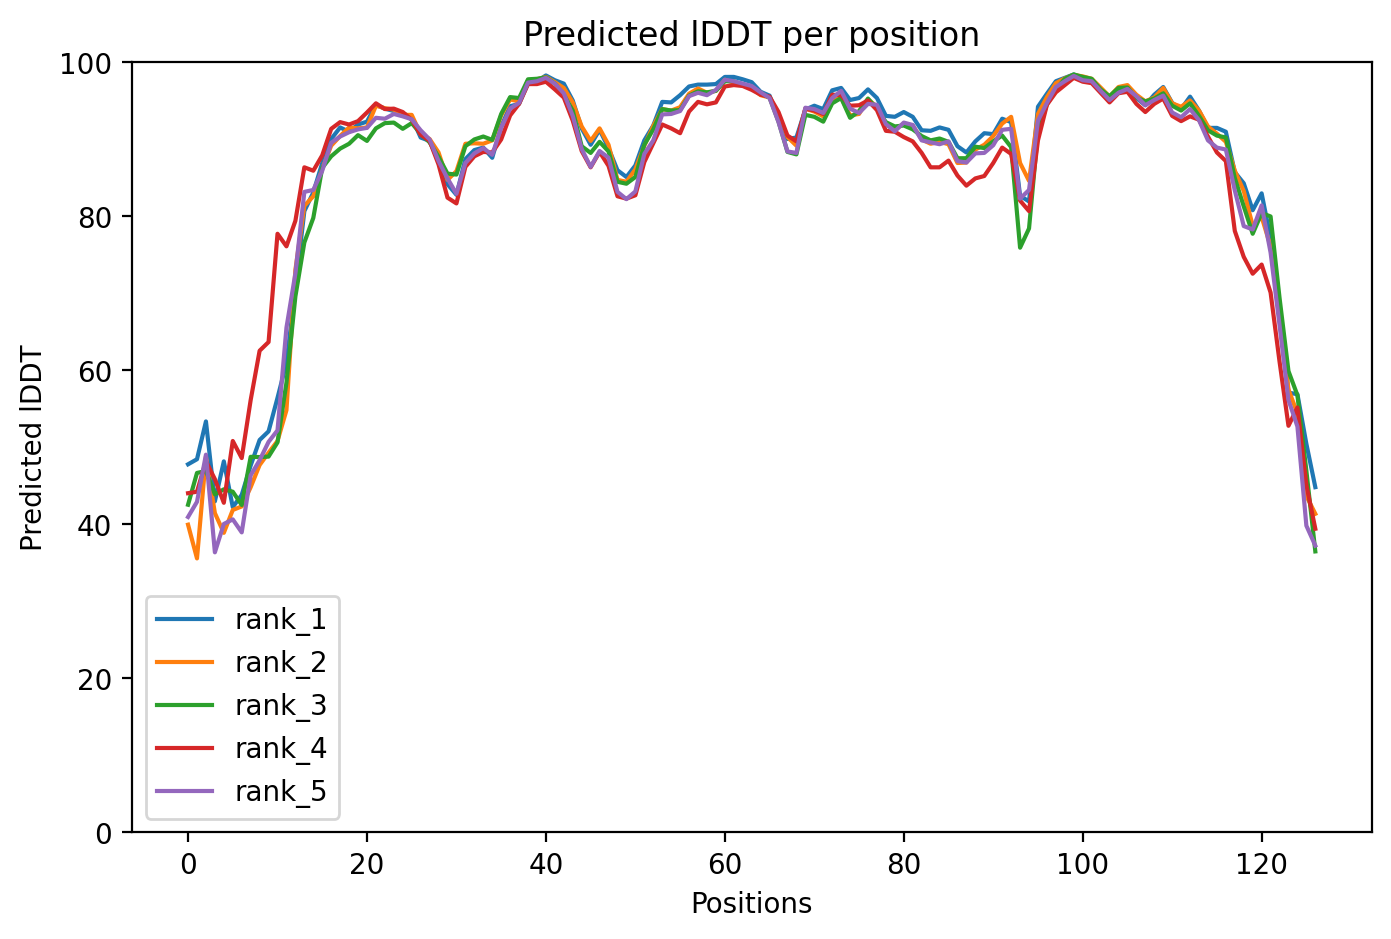 Predicted lDDT per position
100
80
60
40
20
0
Predicted lDDT
rank_1
rank_2
rank_3
rank_4
rank_5
0 20 40 60 80 100 120
Positions